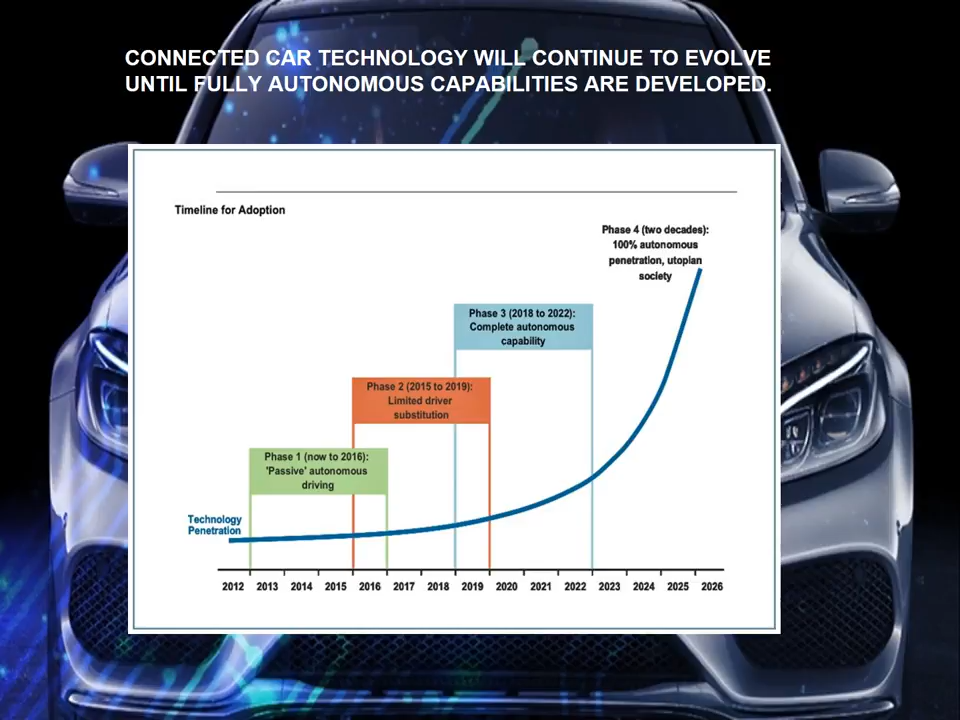 CONNECTED CAR TECHNOLOGY WILL CONTINUE TO EVOLVE
UNTIL FULLY AUTONOMOUS CAPABILITIES ARE DEVELOPED.
Timeline for Adoption
Phase 4 (two decades):
100% autonomous
penetration, utopian
society
Phase 3 (2018 to 2022):
Complete autonomous
capability
Phase 2 (2015 to 2019):
Limited driver
substitution
Phase 1 (now to 2016):
'Passive' autonomous
driving
Technology
Penetration
2012 2013 2014 2015 2016 2017 2018 2019 2020 2021 2022 2023 2024 2025 2026